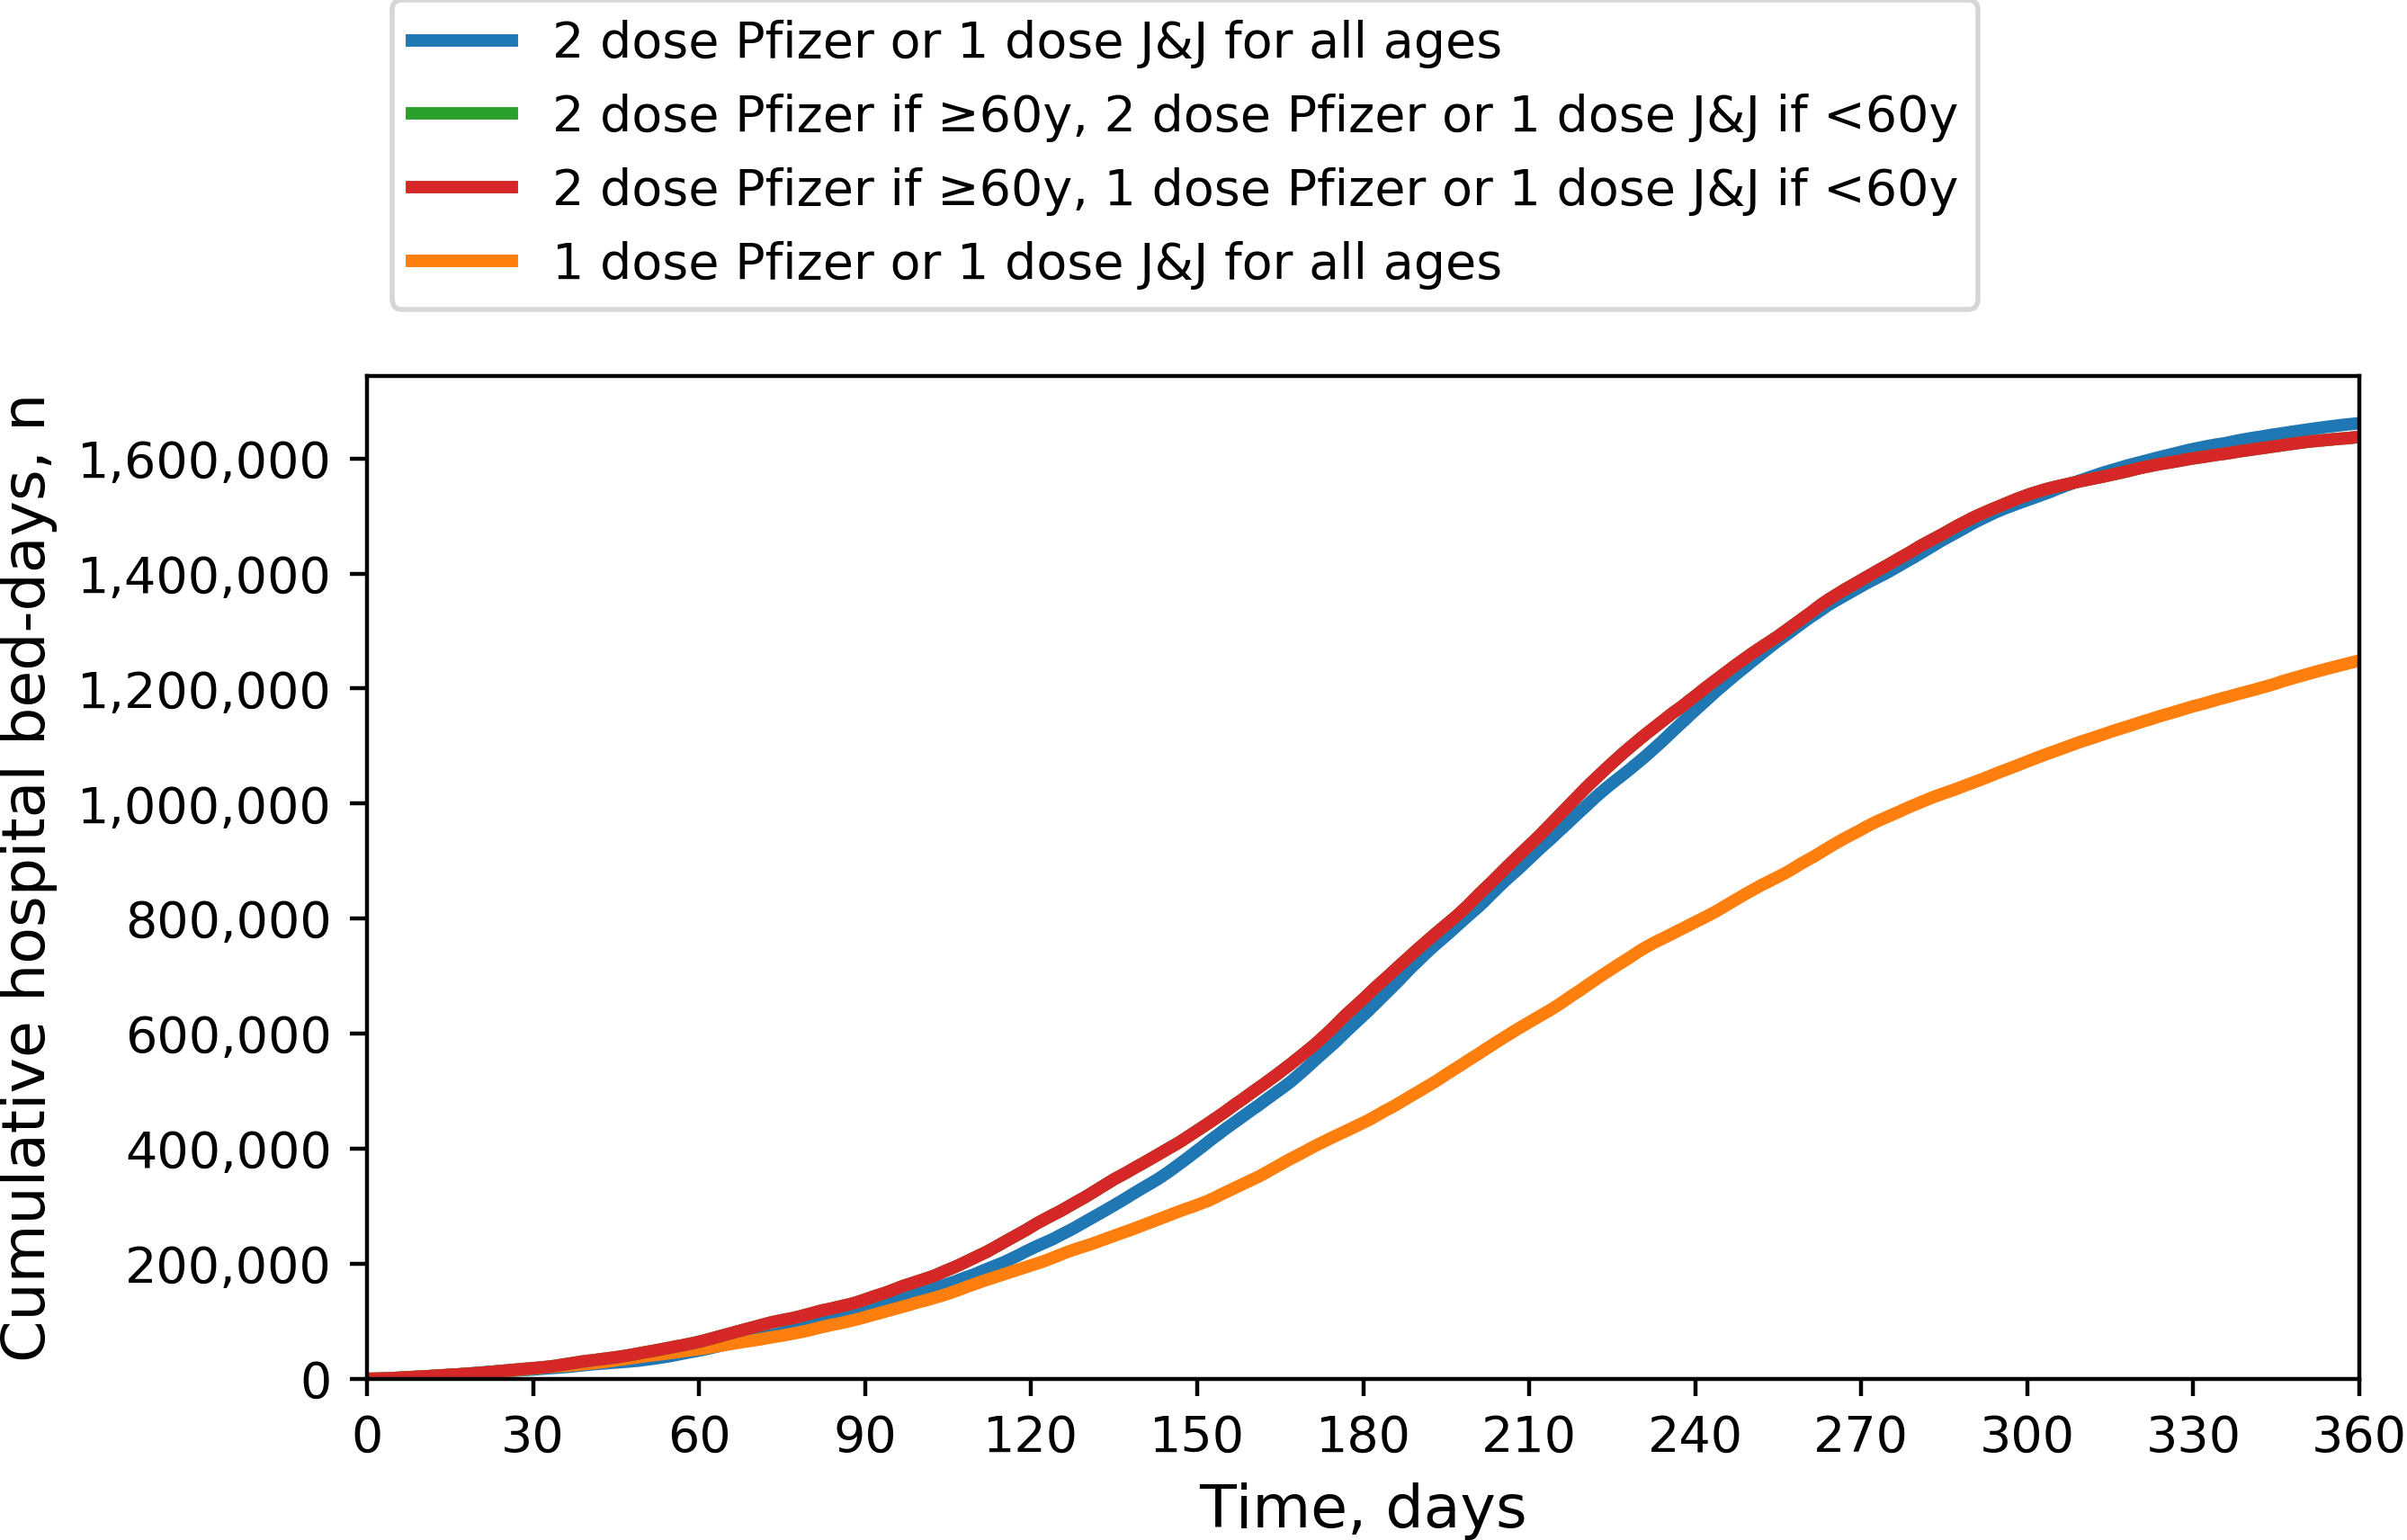 2 dose Pfizer or 1 dose J&J for all ages
2 dose Pfizer if ≥60y, 2 dose Pfizer or 1 dose J&J if <60y
2 dose Pfizer if ≥60y, 1 dose Pfizer or 1 dose J&J if <60y
1 dose Pfizer or 1 dose J&J for all ages
Cumulative hospital bed-days, n
1,600,000
1,400,000
1,200,000
1,000,000
800,000
600,000
400,000
200,000
0
0 30 60 90 120 150 180 210 240 270 300 330 360
Time, days